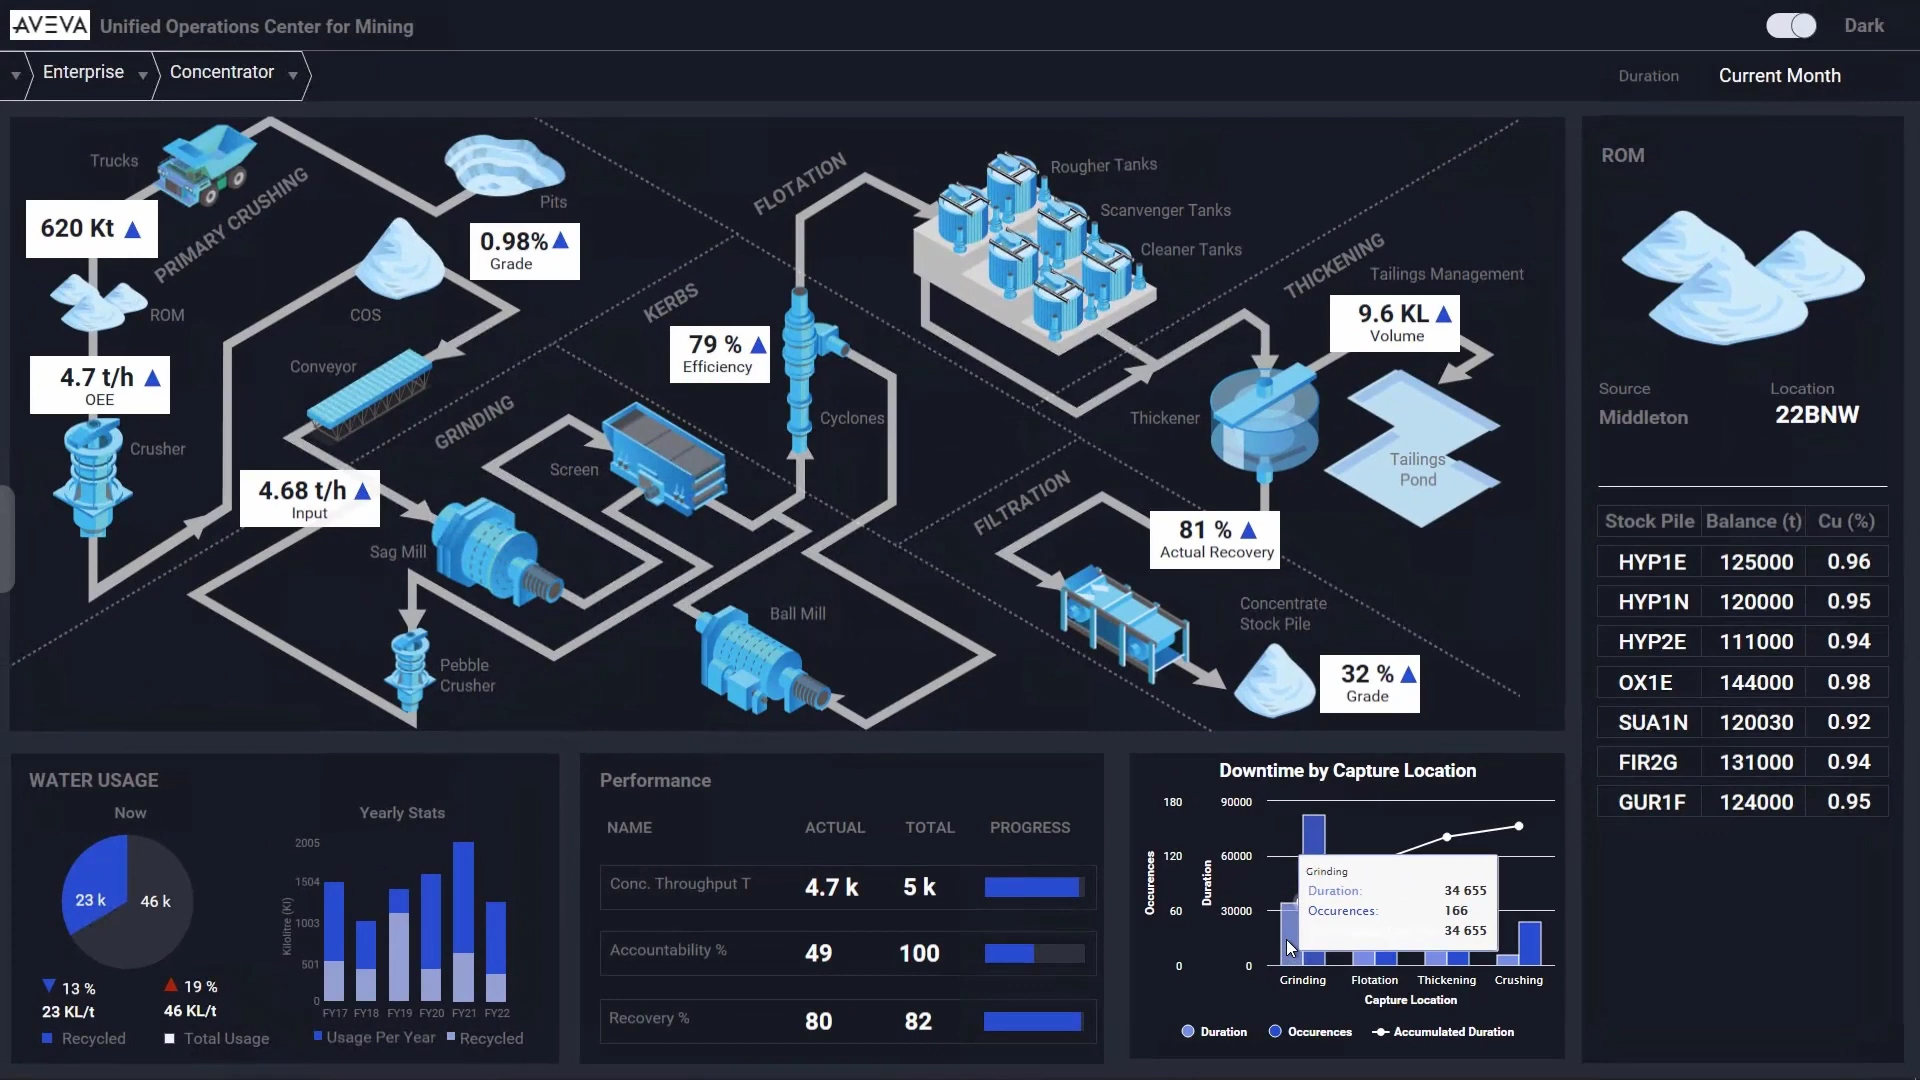 AVEVA Unified Operations Center for Mining
Dark
Enterprise
Concentrator
Duration Current Month
Trucks
620 Kt
PRIMARY CRUSHING
Pits
0.98%
Grade
ROM
COS
4.7 t/h
OEE
Crusher
Conveyor
4.68 t/h
Input
GRINDING
KERBS
Screen
Sag Mill
Pebble
Crusher
Ball Mill
79 %
Efficiency
Cyclones
FLOTATION
Rougher Tanks
Scanvenger Tanks
Cleaner Tanks
THICKENING
Tailings Management
9.6 KL
Volume
Thickener
Tailings
Pond
FILTRATION
81 %
Actual Recovery
Concentrate
Stock Pile
32 %
Grade
ROM
Source
Middleton
Location
22BNW
Stock Pile Balance (t) Cu (%)
HYP1E 125000 0.96
HYP1N 120000 0.95
HYP2E 111000 0.94
OX1E 144000 0.98
SUA1N 120030 0.92
FIR2G 131000 0.94
GUR1F 124000 0.95
WATER USAGE
Now
23 k
46 k
13 %
23 KL/t
19 %
46 KL/t
Recycled
Total Usage
Yearly Stats
Kilolitre (Kl)
2005
1504
1003
501
0
FY17 FY18 FY19 FY20 FY21 FY22
Usage Per Year Recycled
Performance
NAME ACTUAL TOTAL PROGRESS
Conc. Throughput T 4.7 k 5 k
Accountability % 49 100
Recovery % 80 82
Downtime by Capture Location
Occurences
180
120
60
0
Duration
90000
60000
30000
0
Grinding
Duration: 34 655
Occurences: 166
34 655
Grinding Flotation Thickening Crushing
Capture Location
Duration Occurences Accumulated Duration